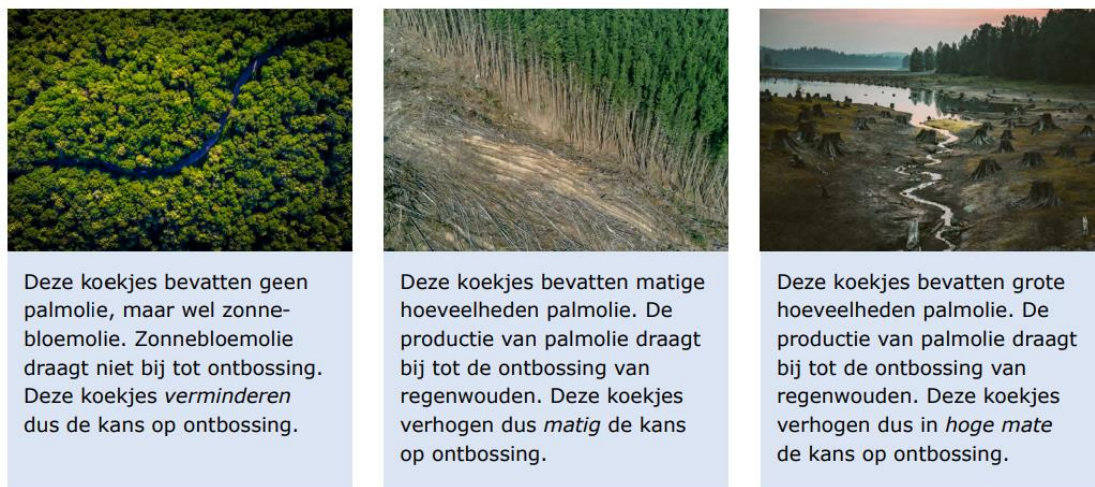 Deze koekjes bevatten geen
palmolie, maar wel zonne-
bloemolie. Zonnebloemolie
draagt niet bij tot ontbossing.
Deze koekjes verminderen
dus de kans op ontbossing.
Deze koekjes bevatten matige
hoeveelheden palmolie. De
productie van palmolie draagt
bij tot de ontbossing van
regenwouden. Deze koekjes
verhogen dus matig de kans
op ontbossing.
Deze koekjes bevatten grote
hoeveelheden palmolie. De
productie van palmolie draagt
bij tot de ontbossing van
regenwouden. Deze koekjes
verhogen dus in hoge mate
de kans op ontbossing.